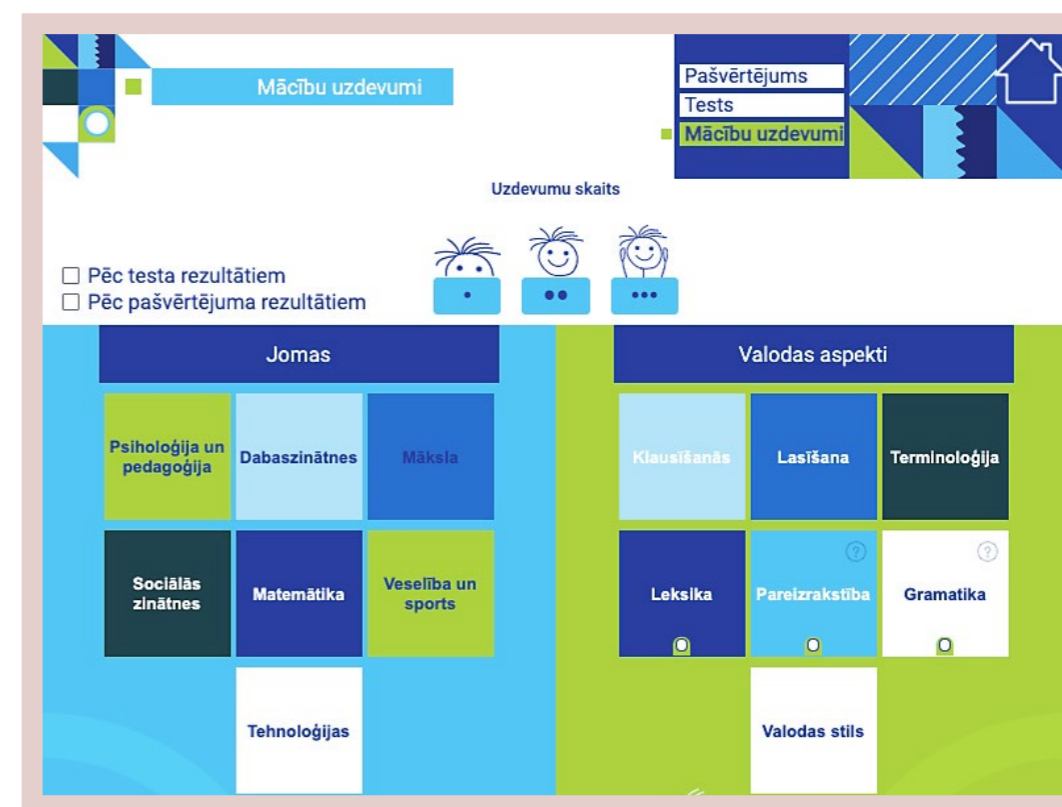 Mācību uzdevumi
Pašvērtējums
Tests
Mācību uzdevumi
Uzdevumu skaits
Pēc testa rezultātiem
Pēc pašvērtējuma rezultātiem
Jomas
Psiholoģija un
pedagoģija
Dabaszinātnes
Māksla
Sociālās
zinātnes
Matemātika
Veselība un
sports
Tehnoloģijas
Valodas aspekti
Klausīšanās
Lasīšana
Terminoloģija
Leksika
?
Pareizrakstība
?
Gramatika
Valodas stils